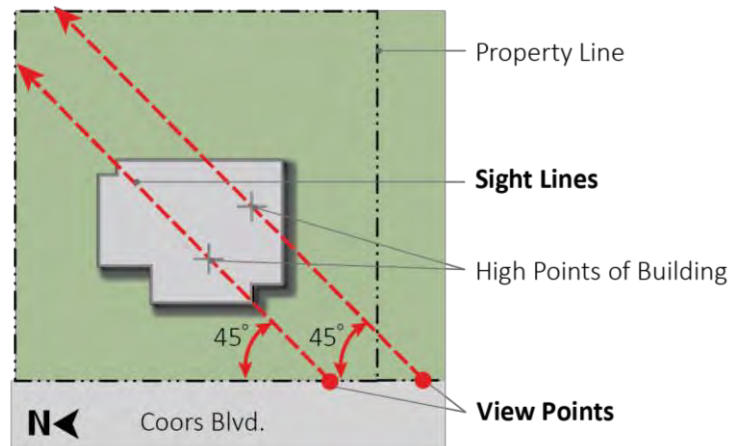 Property Line
Sight Lines
High Points of Building
45°
45°
View Points
N
Coors Blvd.